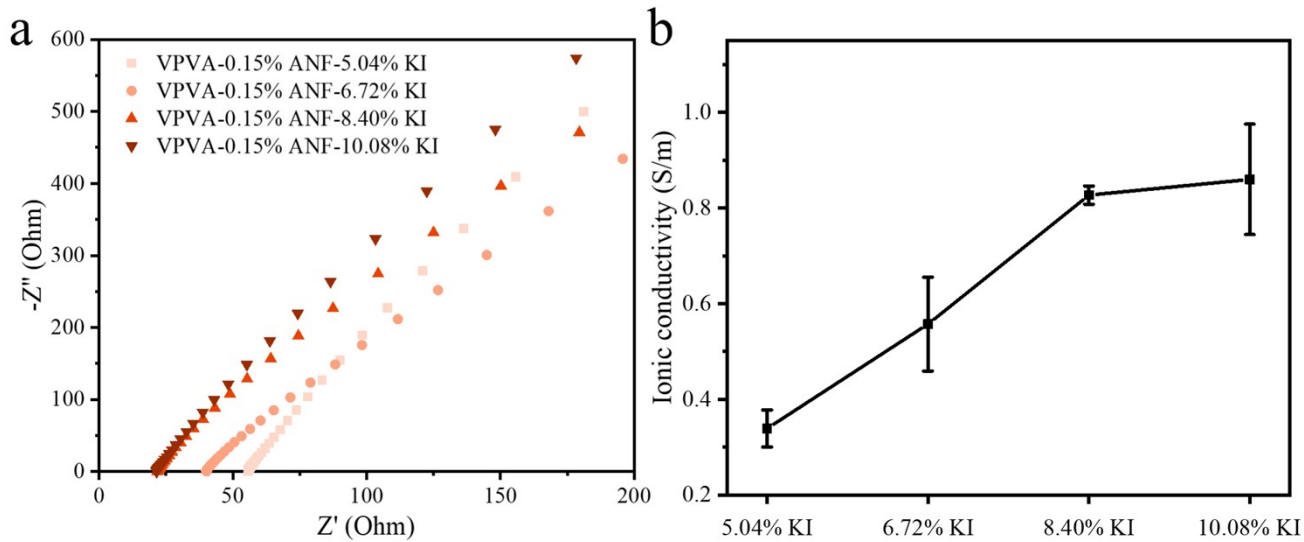 a
600
500
400
300
200
100
0
-Z" (Ohm)
VPVA-0.15% ANF-5.04% KI
VPVA-0.15% ANF-6.72% KI
VPVA-0.15% ANF-8.40% KI
VPVA-0.15% ANF-10.08% KI
0 50 100 150 200
Z' (Ohm)
b
Ionic conductivity (S/m)
1.0
0.8
0.6
0.4
0.2
5.04% KI 6.72% KI 8.40% KI 10.08% KI